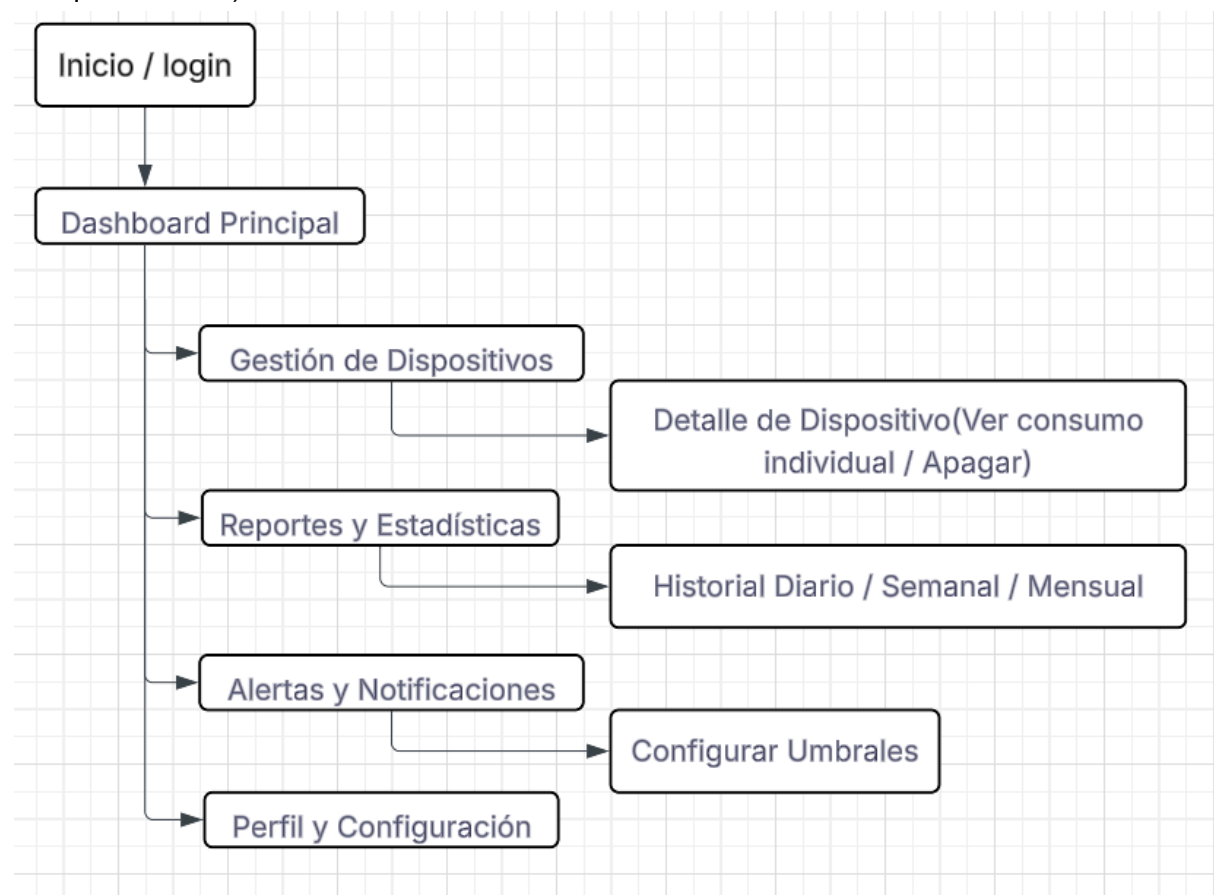 Inicio / login
Dashboard Principal
Gestión de Dispositivos
Detalle de Dispositivo(Ver consumo
individual / Apagar)
Reportes y Estadísticas
Historial Diario / Semanal / Mensual
Alertas y Notificaciones
Configurar Umbrales
Perfil y Configuración